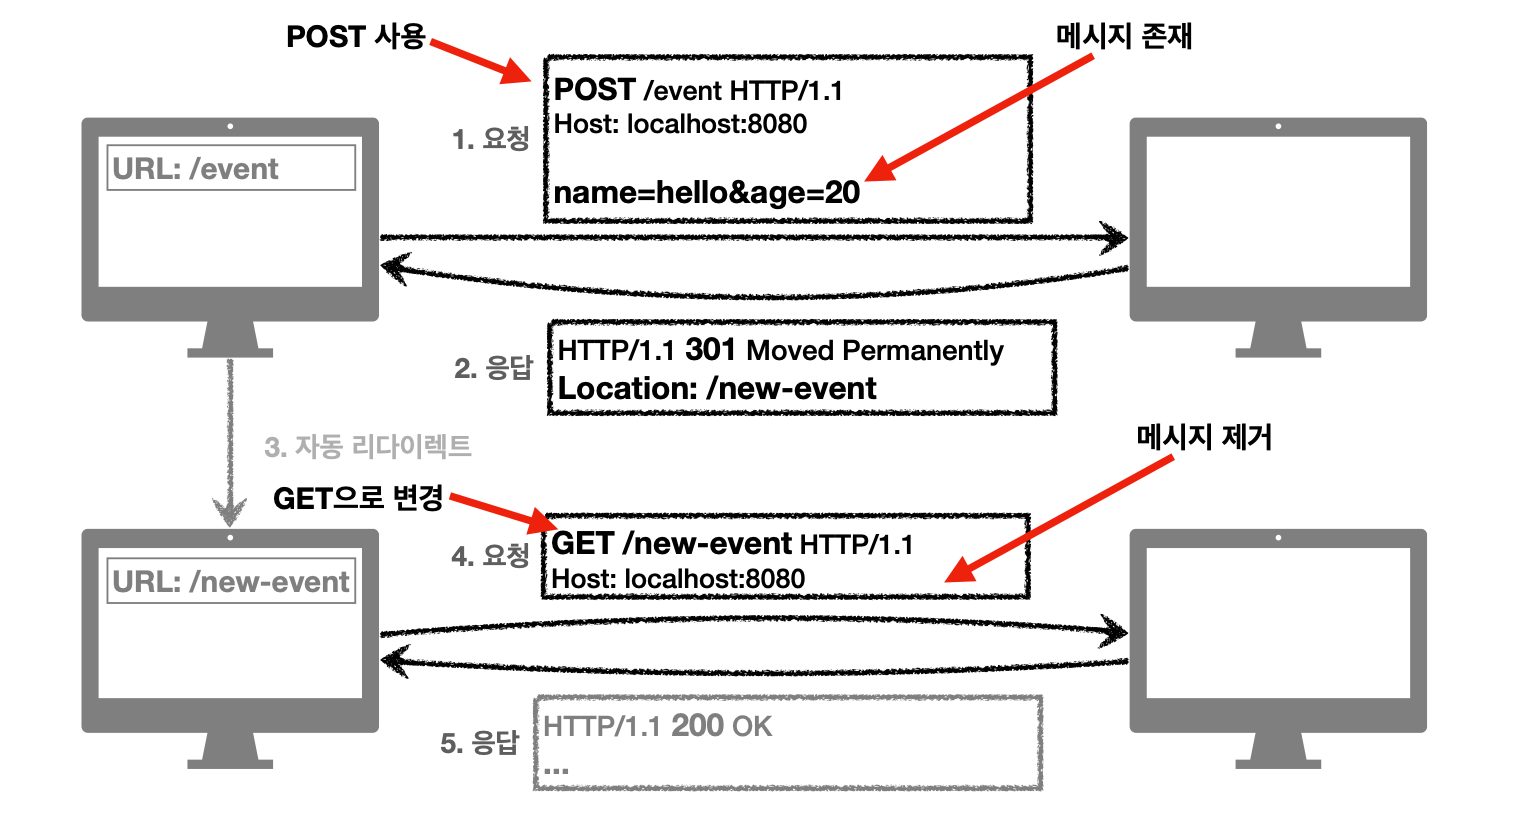 POST 사용
메시지 존재
POST /event HTTP/1.1
1. 요청
Host: localhost:8080
URL: /event
name=hello&age=20
2. 응답
HTTP/1.1 301 Moved Permanently
Location: /new-event
3. 자동 리다이렉트
메시지 제거
GET으로 변경
4. 요청
GET /new-event HTTP/1.1
Host: localhost:8080
URL: /new-event
5. 응답
HTTP/1.1 200 OK
...